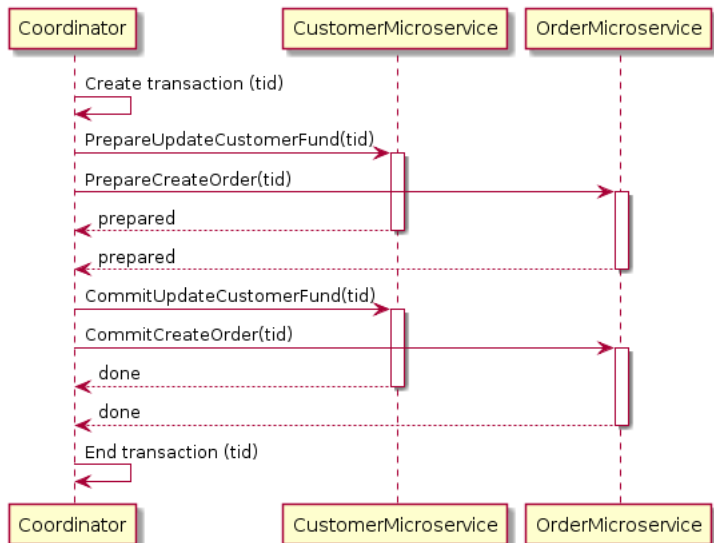 Coordinator
CustomerMicroservice
OrderMicroservice
Create transaction (tid)
PrepareUpdateCustomerFund(tid)
PrepareCreateOrder(tid)
prepared
prepared
CommitUpdateCustomerFund(tid)
CommitCreateOrder(tid)
done
done
End transaction (tid)
Coordinator
CustomerMicroservice
OrderMicroservice